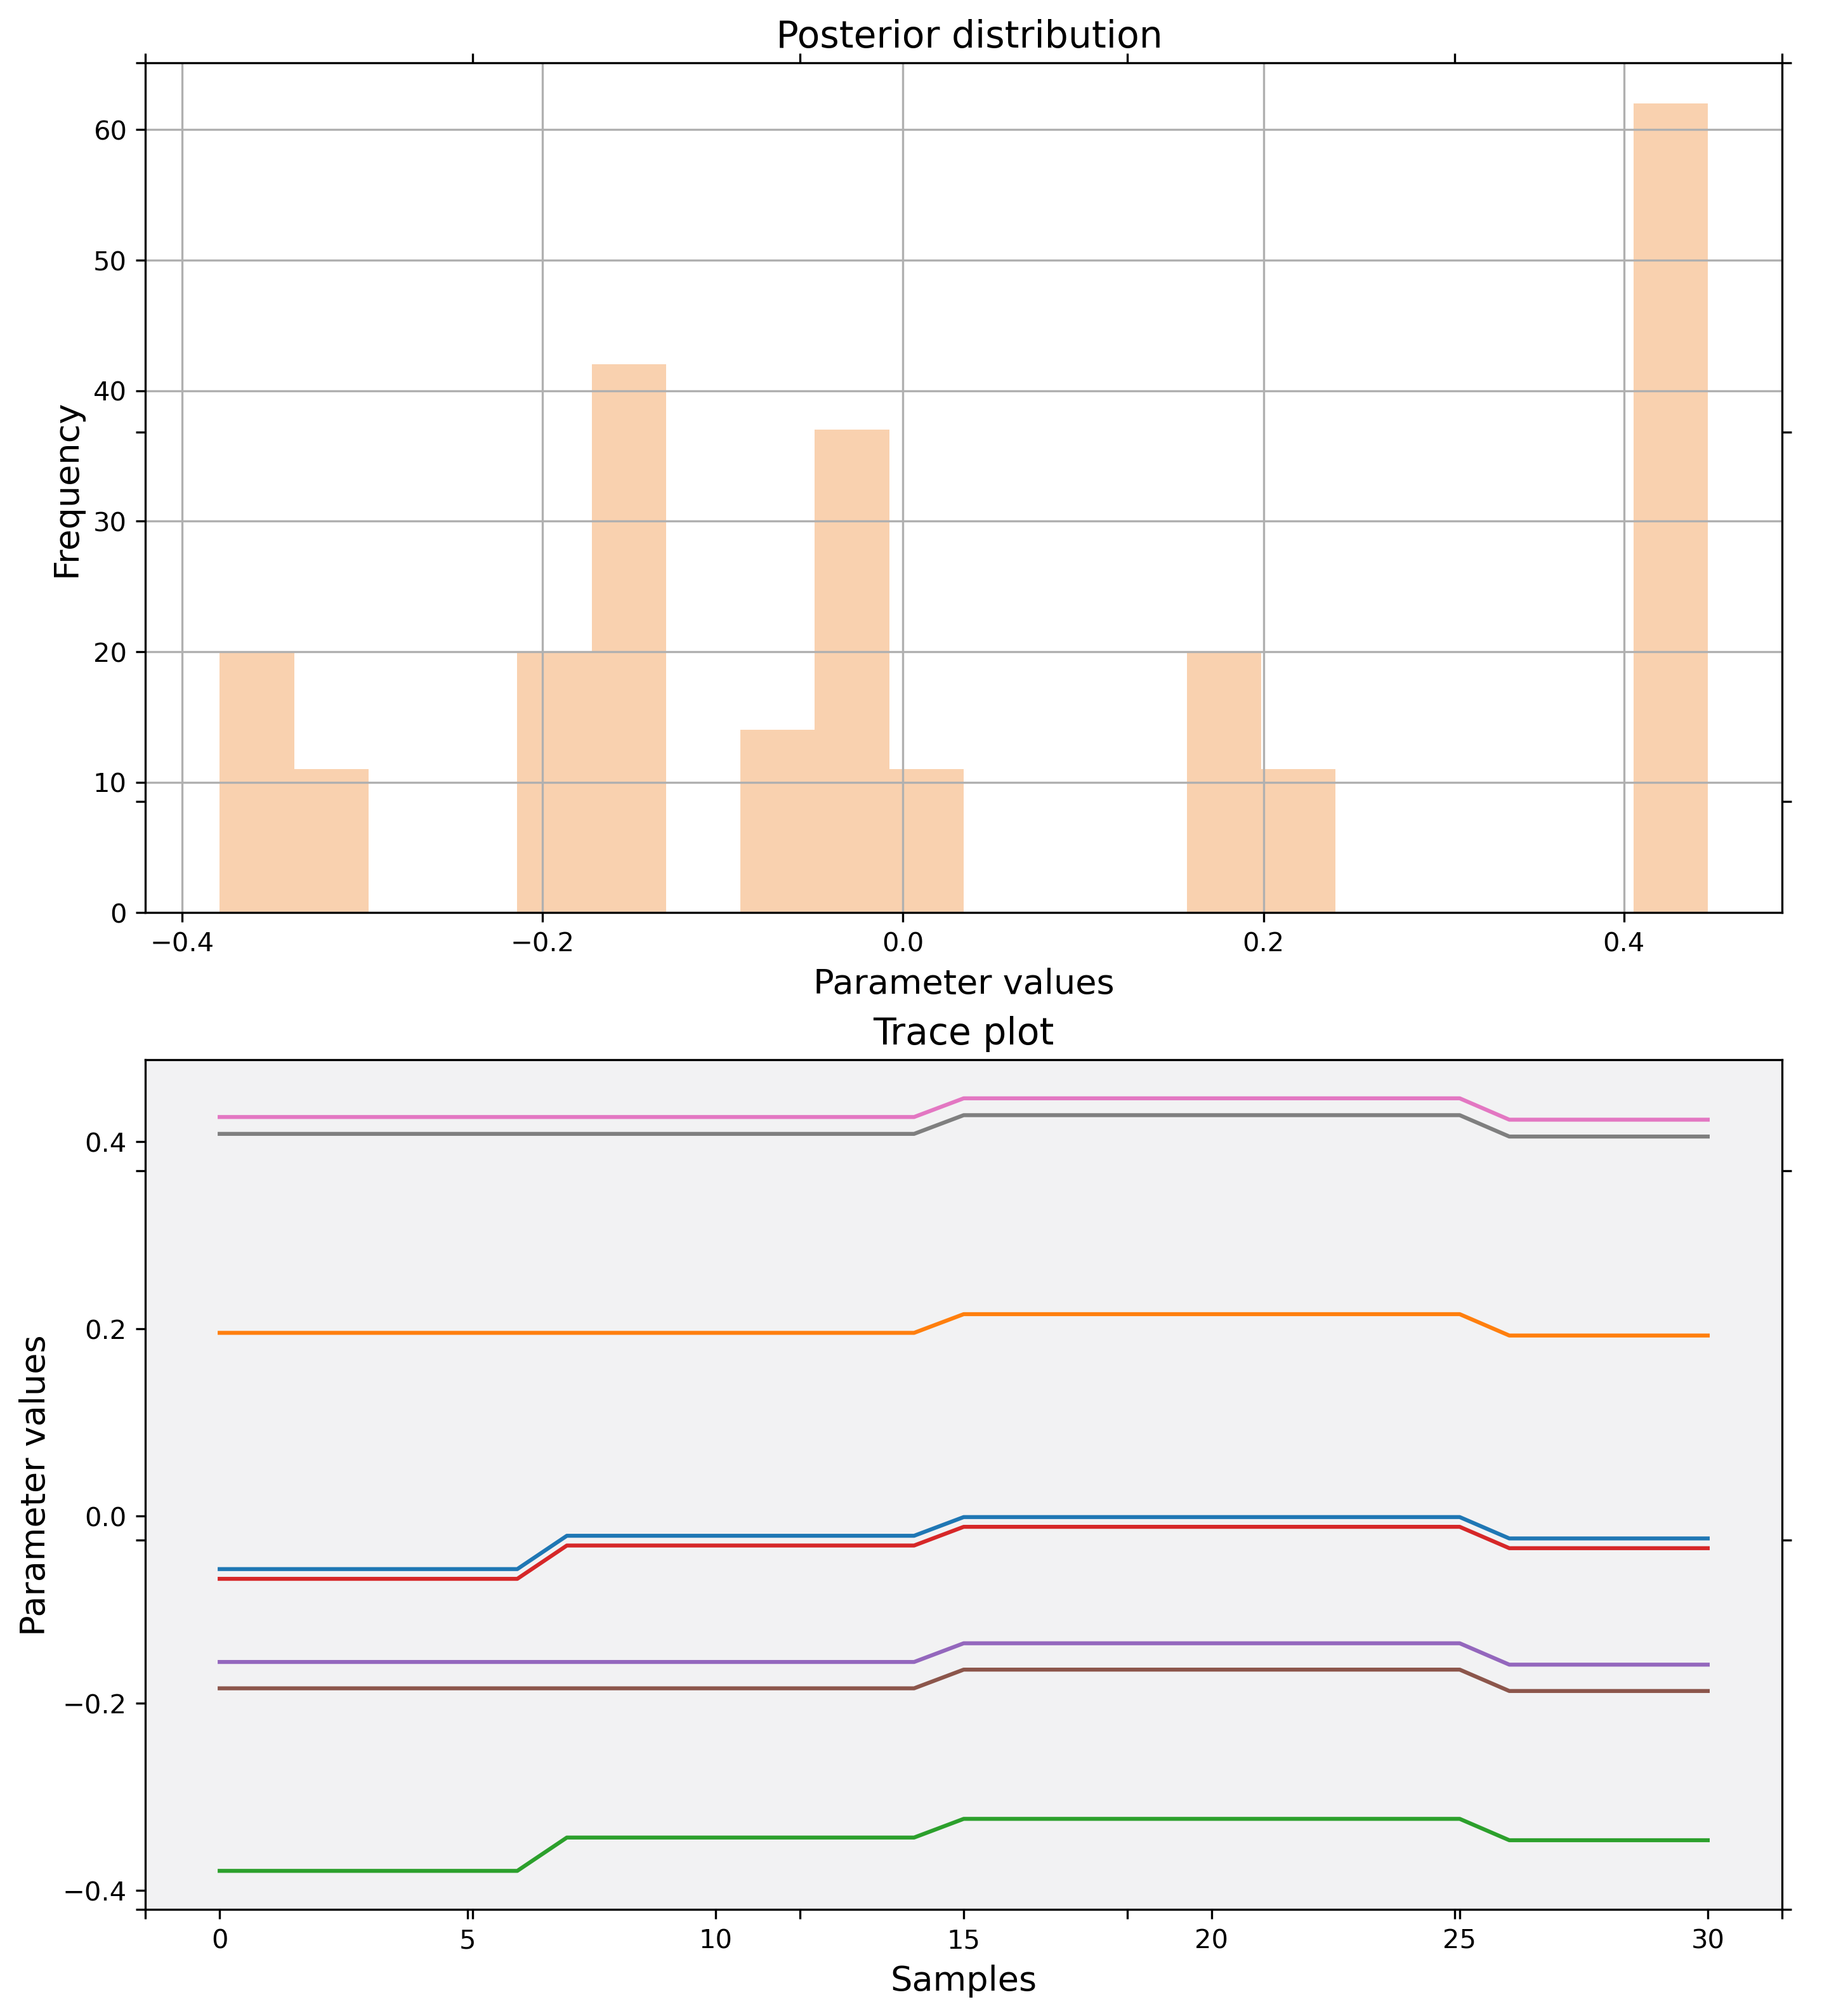 Posterior distribution
60
50
40
30
20
10
0
Frequency
−0.4 −0.2 0.0 0.2 0.4
Parameter values
Trace plot
0.4
0.2
0.0
−0.2
−0.4
Parameter values
0 5 10 15 20 25 30
Samples